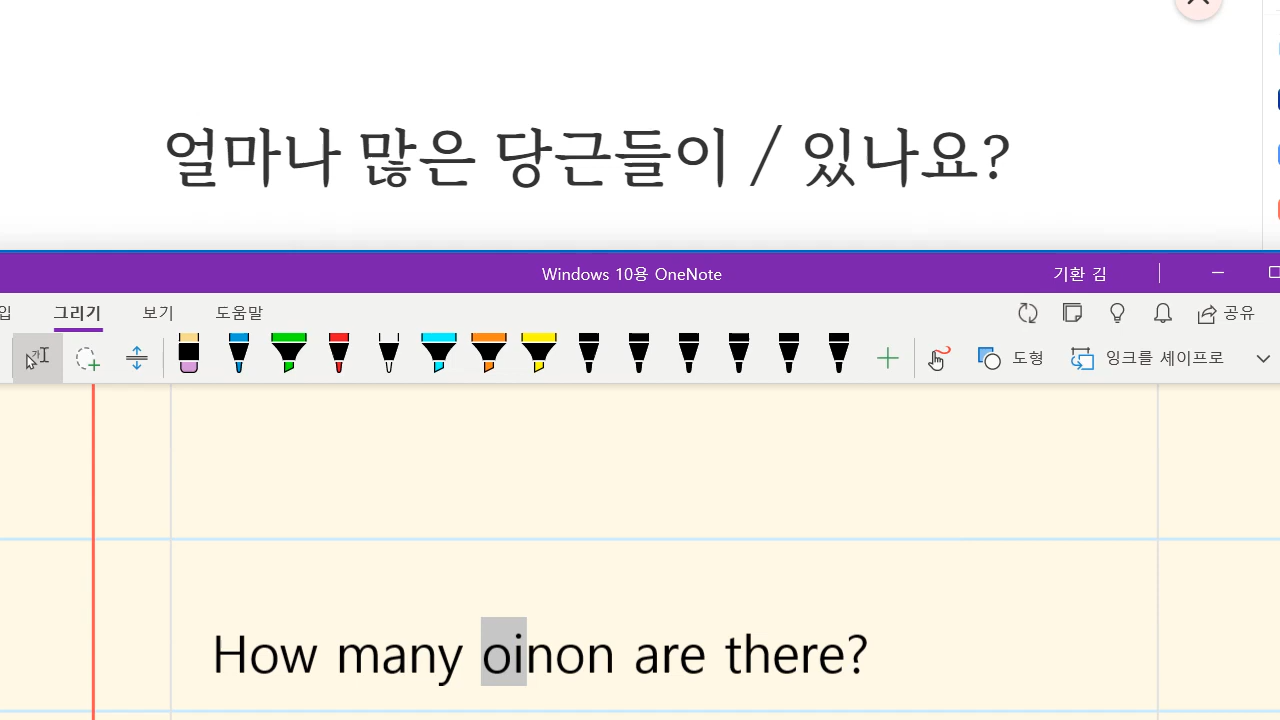 얼마나 많은 당근들이 / 있나요?
Windows 10용 OneNote
기환 김
입 그리기 보기 도움말
공유
가
도형
잉크를 셰이프로
How many oinon are there?